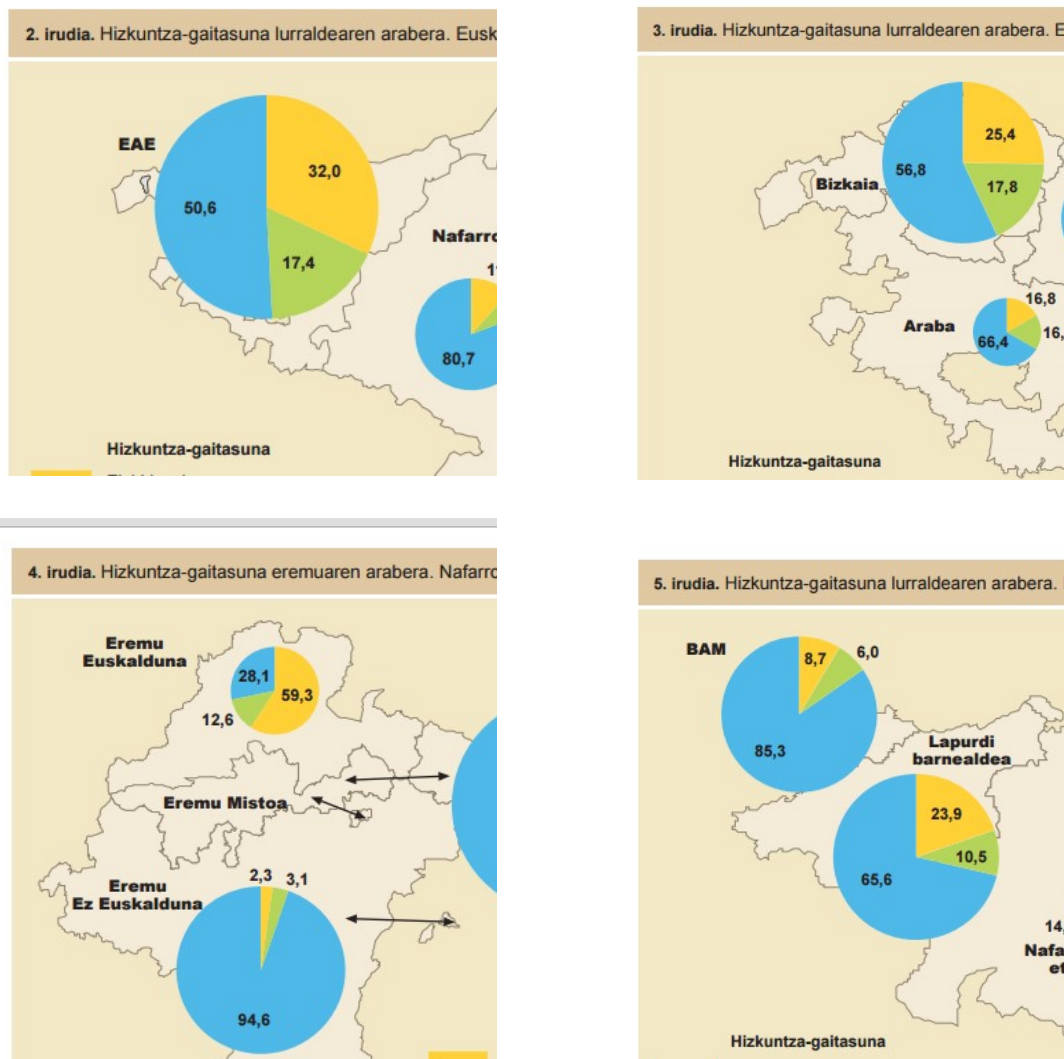 2. irudia. Hizkuntza-gaitasuna lurraldearen arabera. Eusk
EAE
32,0
50,6
17,4
Nafarro
80,7
Hizkuntza-gaitasuna
3. irudia. Hizkuntza-gaitasuna lurraldearen arabera. E
25,4
56,8
17,8
Bizkaia
16,8
Araba
66,4
16,
Hizkuntza-gaitasuna
4. irudia. Hizkuntza-gaitasuna eremuaren arabera. Nafarro
Eremu
Euskalduna
28,1
59,3
12,6
Eremu Mistoa
2,3 3,1
Eremu
Ez Euskalduna
94,6
5. irudia. Hizkuntza-gaitasuna lurraldearen arabera.
BAM
8,7
6,0
85,3
Lapurdi
barnealdea
23,9
10,5
65,6
14,
Nafa
et
Hizkuntza-gaitasuna